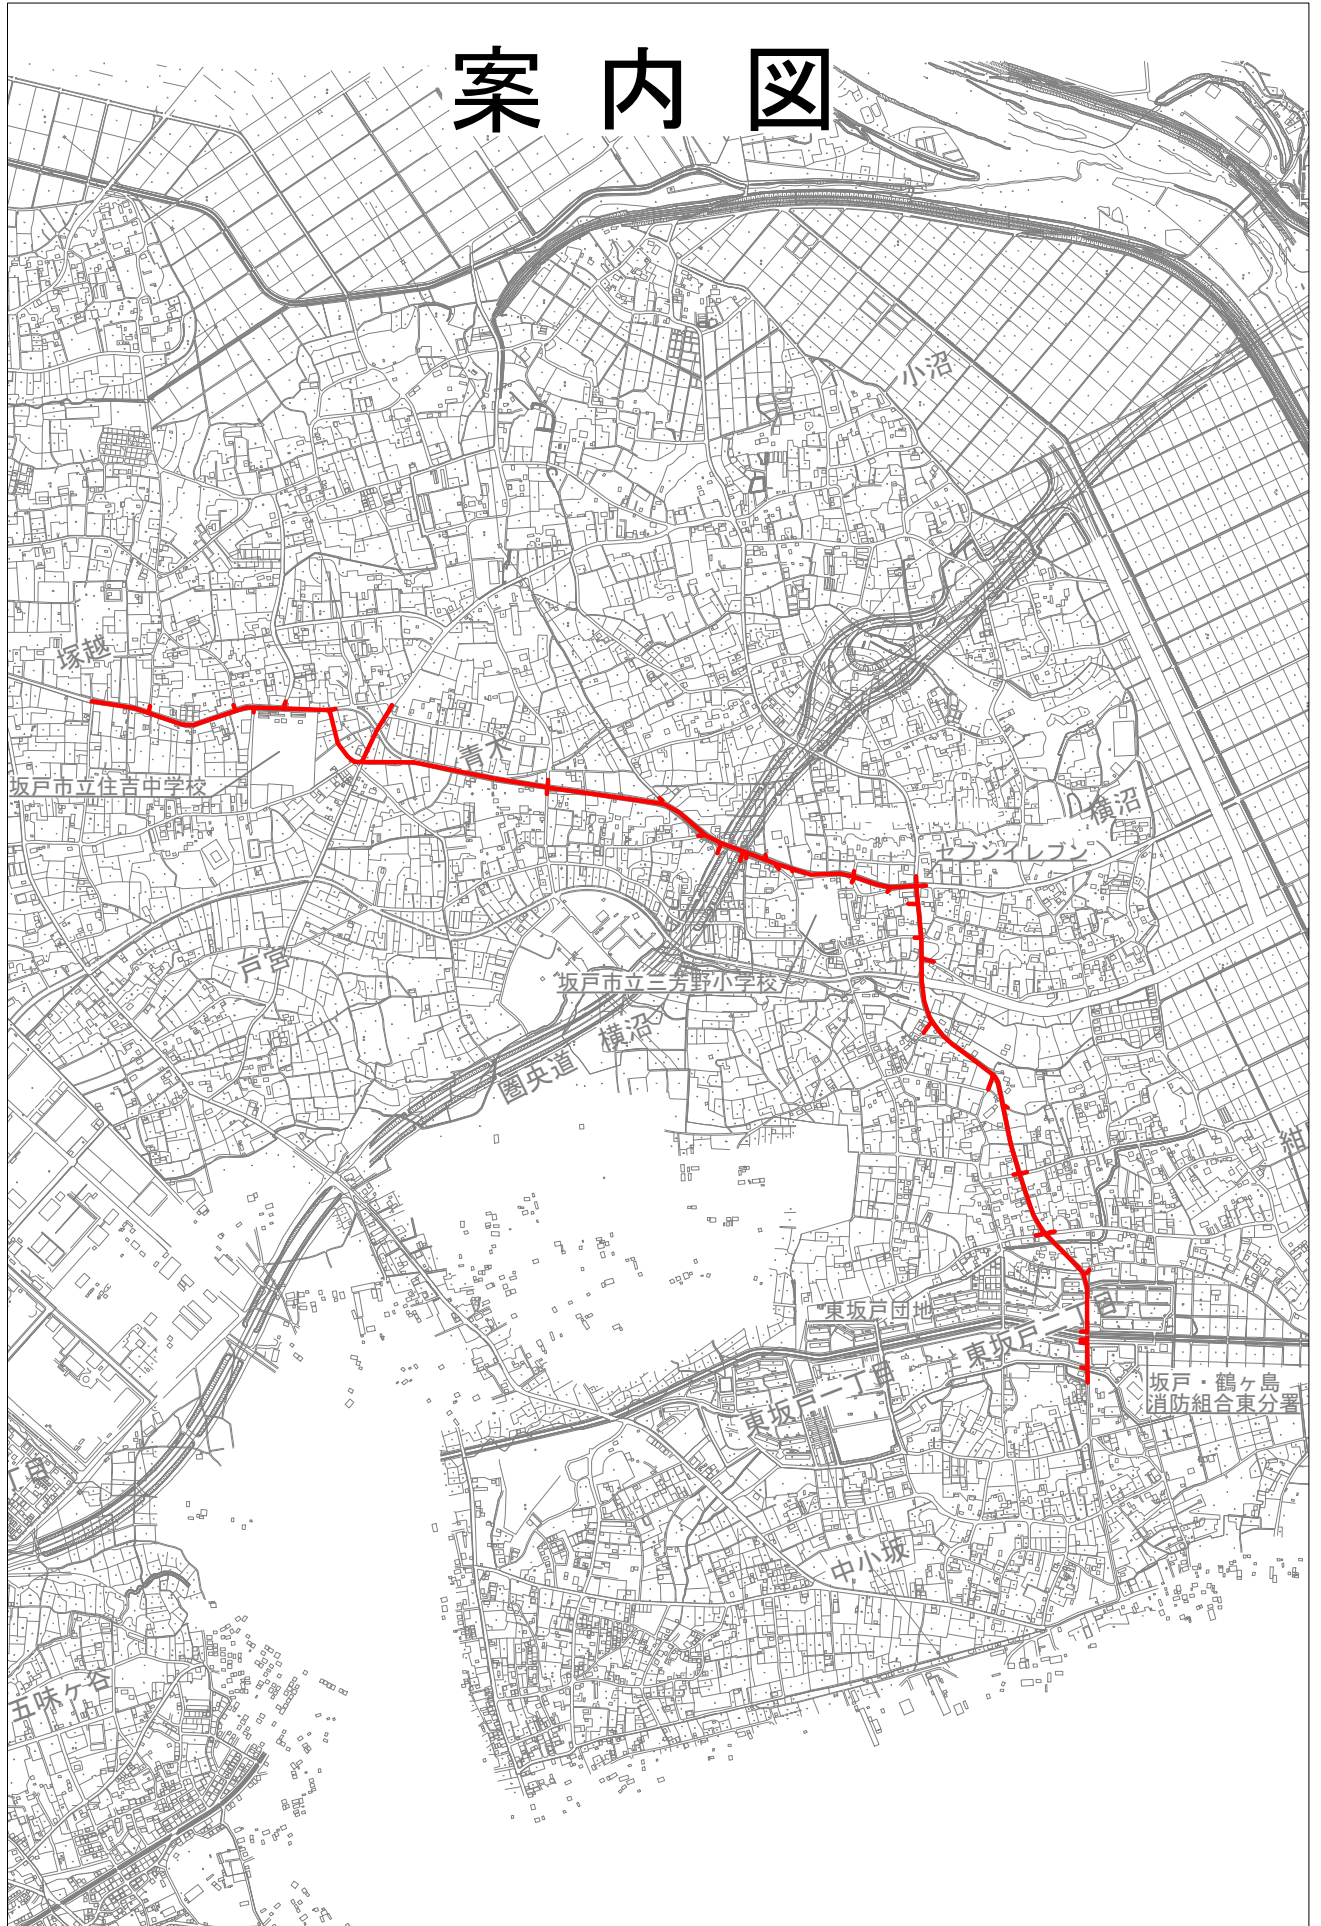 案内図
小沼
塚越
青木
坂戸市立住吉中学校
横沼
セブンイレブン
戸宮
坂戸市立三芳野小学校
横沼
圏央道
紺
東坂戸団地
東坂戸二丁目
東坂戸一丁目
坂戸・鶴ヶ島
消防組合東分署
丁目
中小坂
五味ヶ谷